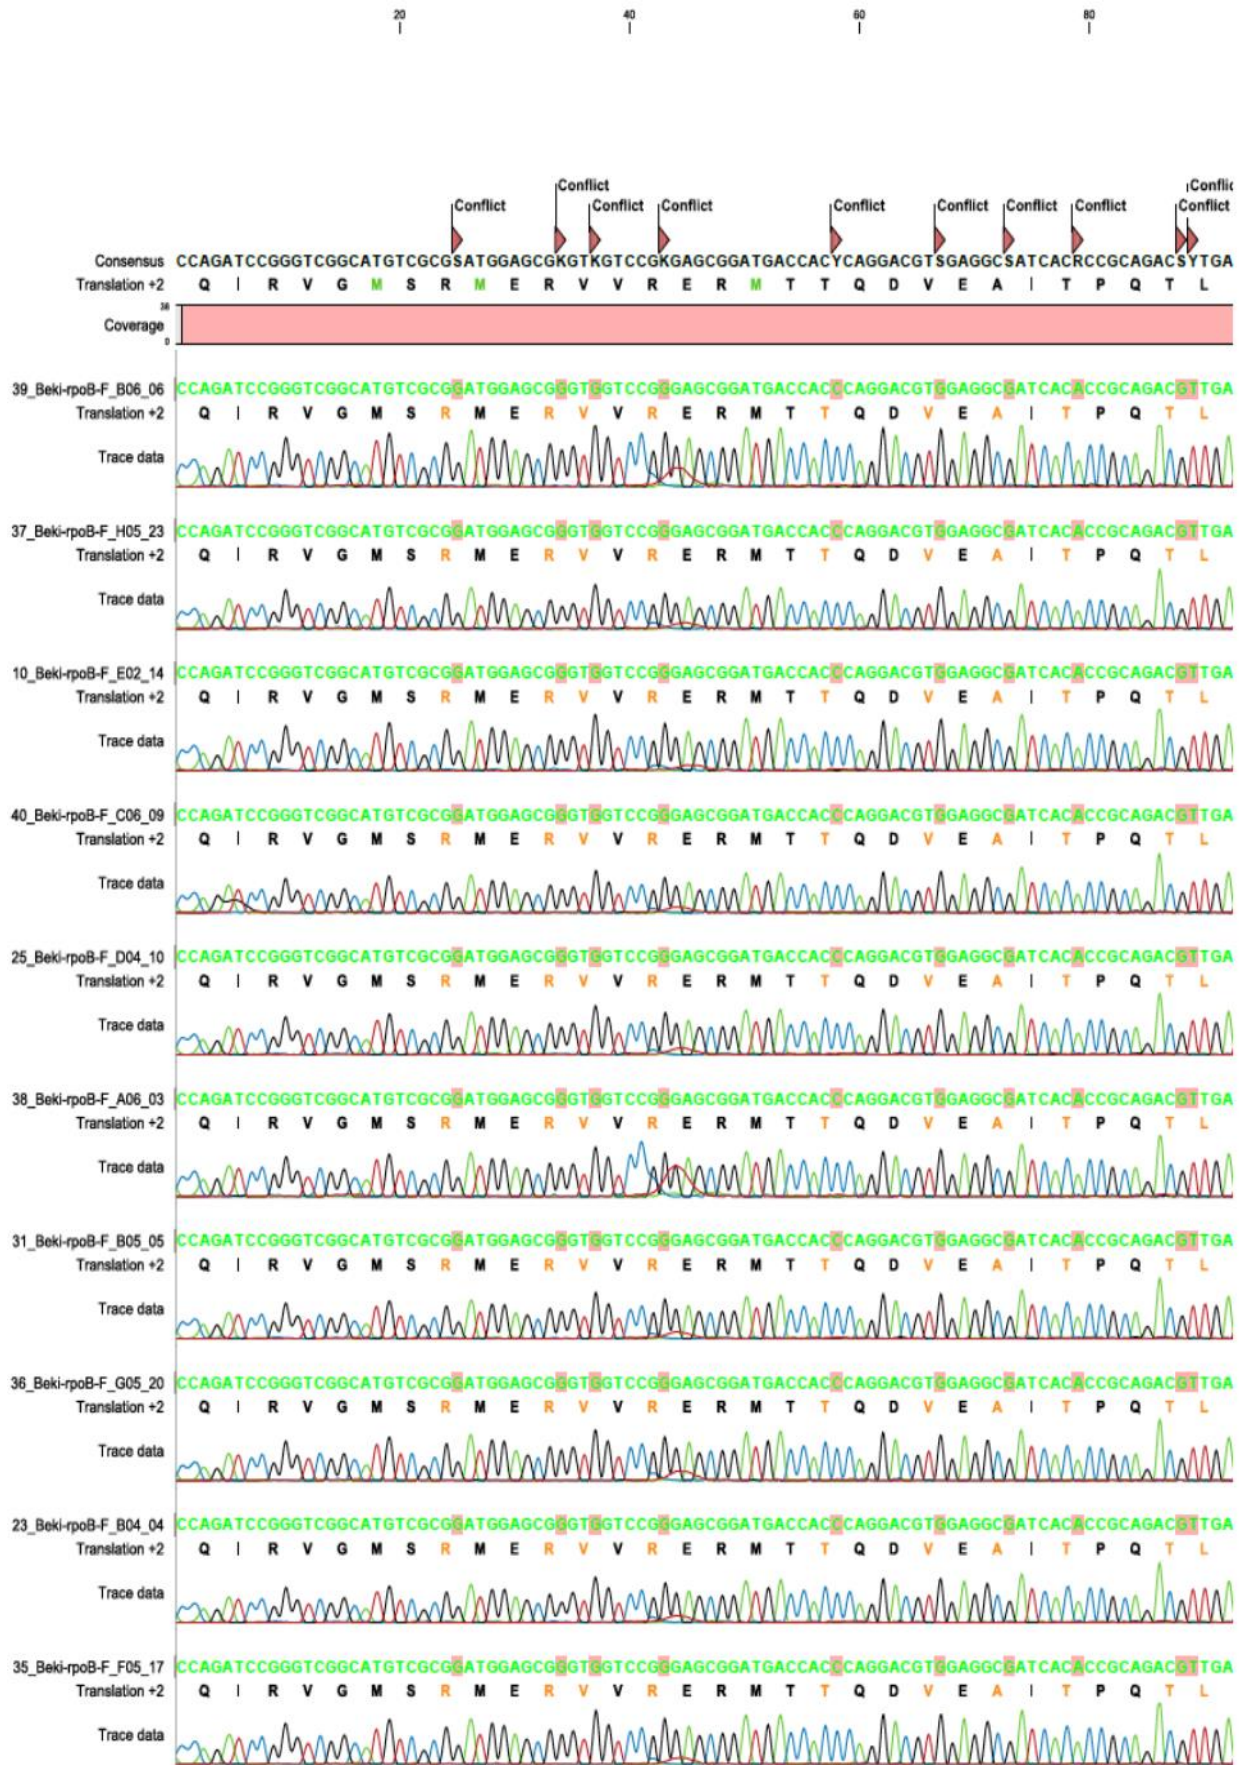 20 40 60 80
Conflict Conflic
Conflict Conflict Conflict Conflict Conflict Conflict Conflict Conflict
Consensus CCAGATCCGGGTCGGCATGTCGCGSATGGAGCGKGTKGTCCGKGAGCGGATGACCACYCAGGACGTSGAGGCSATCACRCCGCAGACSYTGA
Translation +2 Q I R V G M S R M E R V V R E R M T T Q D V E A I T P Q T L
36
Coverage
0
39_Beki-rpoB-F_B06_06 CCAGATCCGGGTCGGCATGTCGCGGATGGAGCGGGTGGTCCGGGAGCGGATGACCACCCAGGACGTGGAGGCGATCACACCGCAGACGTTGA
Translation +2 Q I R V G M S R M E R V V R E R M T T Q D V E A I T P Q T L
Trace data
37_Beki-rpoB-F_H05_23 CCAGATCCGGGTCGGCATGTCGCGGATGGAGCGGGTGGTCCGGGAGCGGATGACCACCCAGGACGTGGAGGCGATCACACCGCAGACGTTGA
Translation +2 Q I R V G M S R M E R V V R E R M T T Q D V E A I T P Q T L
Trace data
10_Beki-rpoB-F_E02_14 CCAGATCCGGGTCGGCATGTCGCGGATGGAGCGGGTGGTCCGGGAGCGGATGACCACCCAGGACGTGGAGGCGATCACACCGCAGACGTTGA
Translation +2 Q I R V G M S R M E R V V R E R M T T Q D V E A I T P Q T L
Trace data
40_Beki-rpoB-F_C06_09 CCAGATCCGGGTCGGCATGTCGCGGATGGAGCGGGTGGTCCGGGAGCGGATGACCACCCAGGACGTGGAGGCGATCACACCGCAGACGTTGA
Translation +2 Q I R V G M S R M E R V V R E R M T T Q D V E A I T P Q T L
Trace data
25_Beki-rpoB-F_D04_10 CCAGATCCGGGTCGGCATGTCGCGGATGGAGCGGGTGGTCCGGGAGCGGATGACCACCCAGGACGTGGAGGCGATCACACCGCAGACGTTGA
Translation +2 Q I R V G M S R M E R V V R E R M T T Q D V E A I T P Q T L
Trace data
38_Beki-rpoB-F_A06_03 CCAGATCCGGGTCGGCATGTCGCGGATGGAGCGGGTGGTCCGGGAGCGGATGACCACCCAGGACGTGGAGGCGATCACACCGCAGACGTTGA
Translation +2 Q I R V G M S R M E R V V R E R M T T Q D V E A I T P Q T L
Trace data
31_Beki-rpoB-F_B05_05 CCAGATCCGGGTCGGCATGTCGCGGATGGAGCGGGTGGTCCGGGAGCGGATGACCACCCAGGACGTGGAGGCGATCACACCGCAGACGTTGA
Translation +2 Q I R V G M S R M E R V V R E R M T T Q D V E A I T P Q T L
Trace data
36_Beki-rpoB-F_G05_20 CCAGATCCGGGTCGGCATGTCGCGGATGGAGCGGGTGGTCCGGGAGCGGATGACCACCCAGGACGTGGAGGCGATCACACCGCAGACGTTGA
Translation +2 Q I R V G M S R M E R V V R E R M T T Q D V E A I T P Q T L
Trace data
23_Beki-rpoB-F_B04_04 CCAGATCCGGGTCGGCATGTCGCGGATGGAGCGGGTGGTCCGGGAGCGGATGACCACCCAGGACGTGGAGGCGATCACACCGCAGACGTTGA
Translation +2 Q I R V G M S R M E R V V R E R M T T Q D V E A I T P Q T L
Trace data
35_Beki-rpoB-F_F05_17 CCAGATCCGGGTCGGCATGTCGCGGATGGAGCGGGTGGTCCGGGAGCGGATGACCACCCAGGACGTGGAGGCGATCACACCGCAGACGTTGA
Translation +2 Q I R V G M S R M E R V V R E R M T T Q D V E A I T P Q T L
Trace data